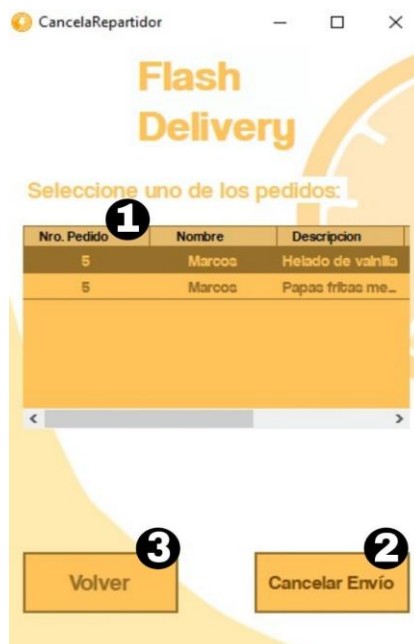 CancelaRepartidor
Flash
Delivery
Seleccione uno de los pedidos:
1
Nro. Pedido Nombre Descripcion
5 Marcos Helado de vainilla
5 Marcos Papas fritas me...
3 2
Volver Cancelar Envío